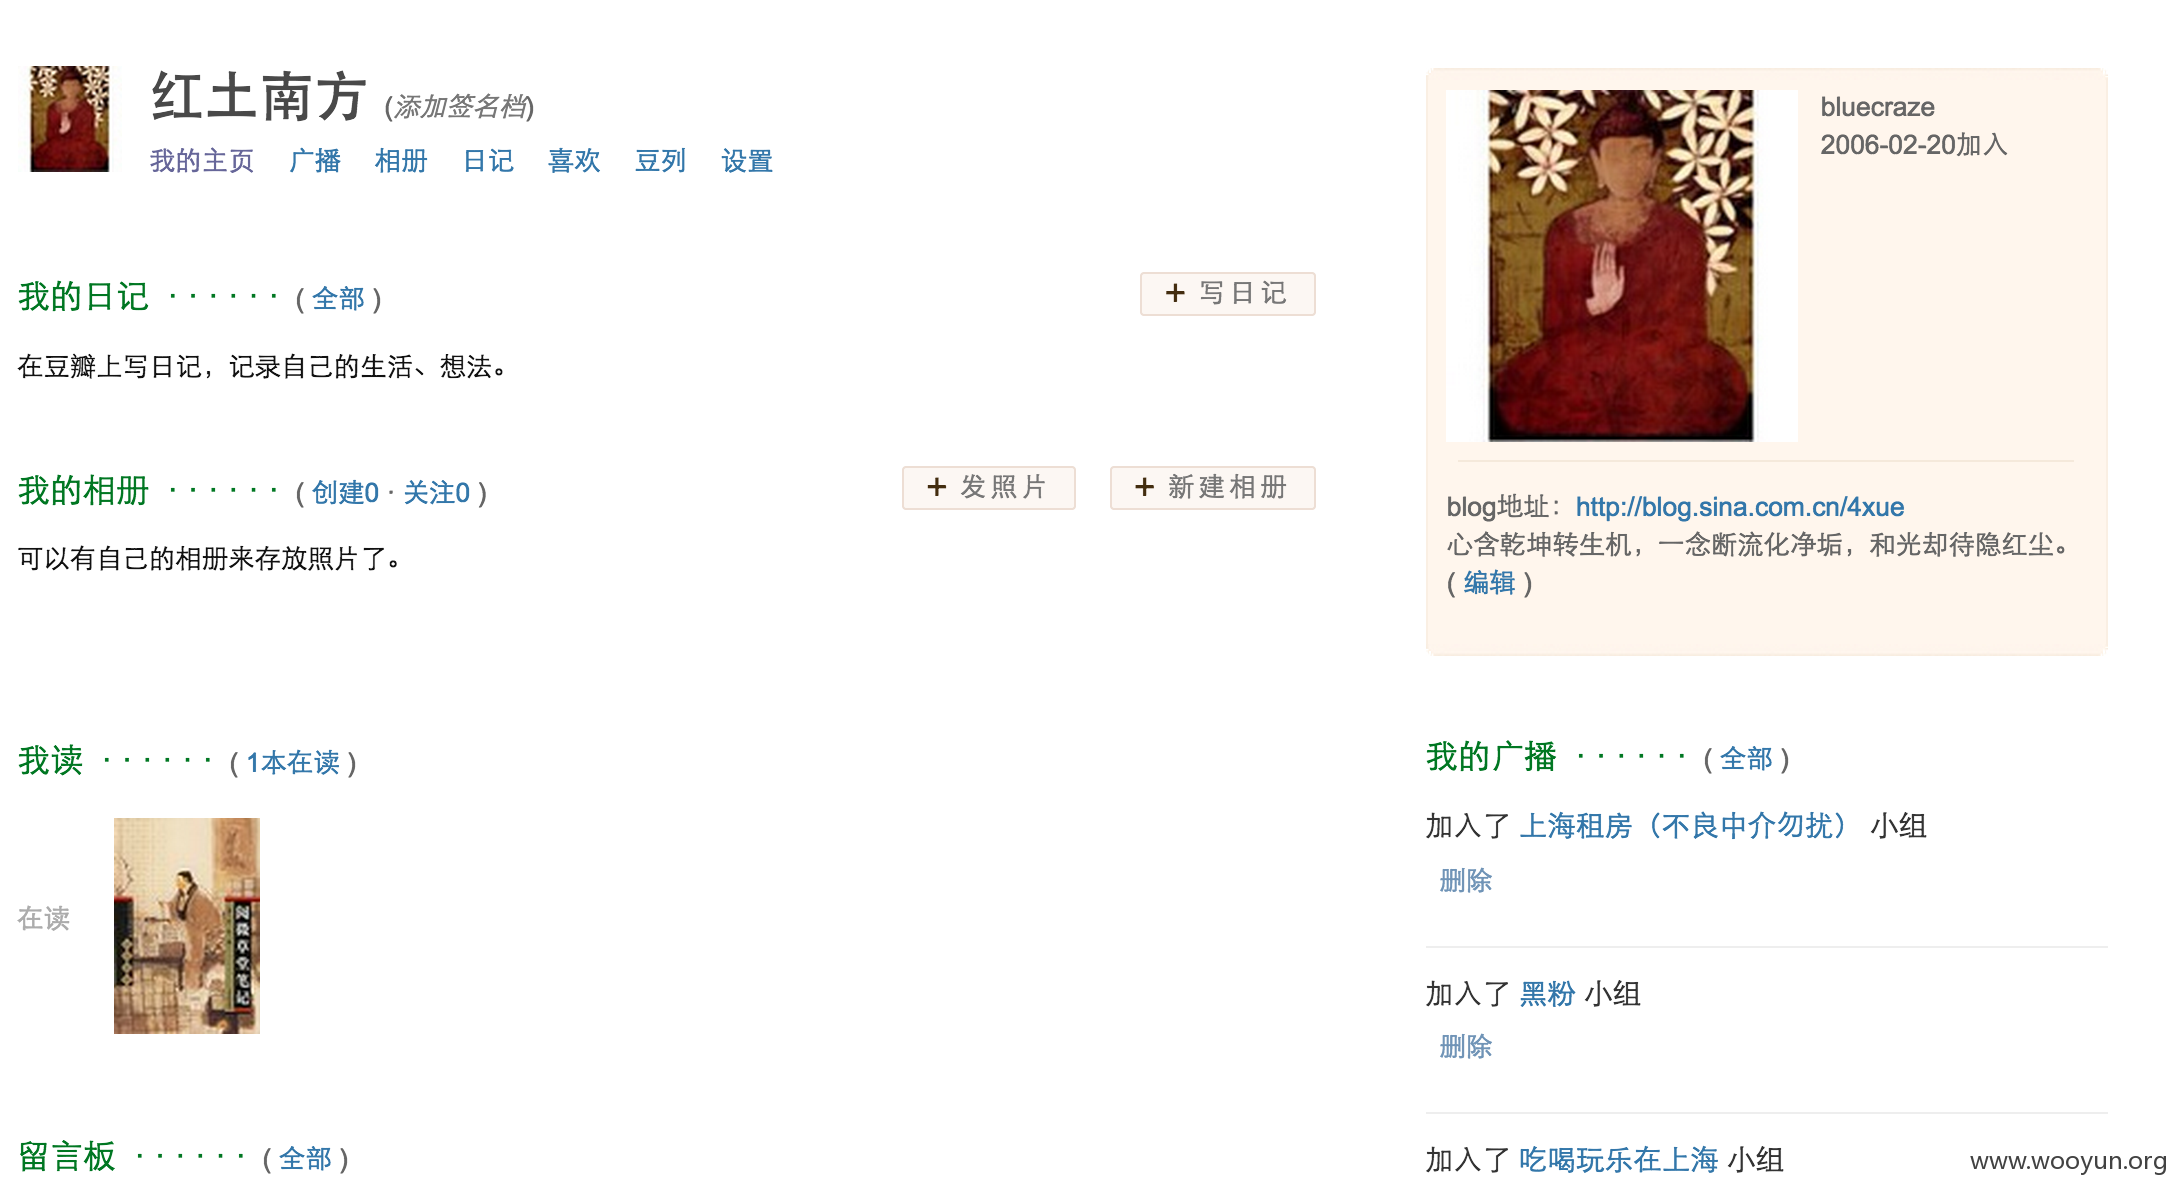 红土南方 (添加签名档)
我的主页 广播 相册 日记 喜欢 豆列 设置
我的日记 · · · · · · ( 全部 )
+ 写日记
在豆瓣上写日记，记录自己的生活、想法。
我的相册 · · · · · · ( 创建0 · 关注0 )
+ 发照片 + 新建相册
可以有自己的相册来存放照片了。
我读 · · · · · · ( 1本在读 )
在读
阅微草堂笔记
留言板 · · · · · · ( 全部 )
bluecraze
2006-02-20加入
blog地址：http://blog.sina.com.cn/4xue
心含乾坤转生机，一念断流化净垢，和光却待隐红尘。
( 编辑 )
我的广播 · · · · · · ( 全部 )
加入了 上海租房（不良中介勿扰） 小组
删除
加入了 黑粉 小组
删除
加入了 吃喝玩乐在上海 小组
www.wooyun.org